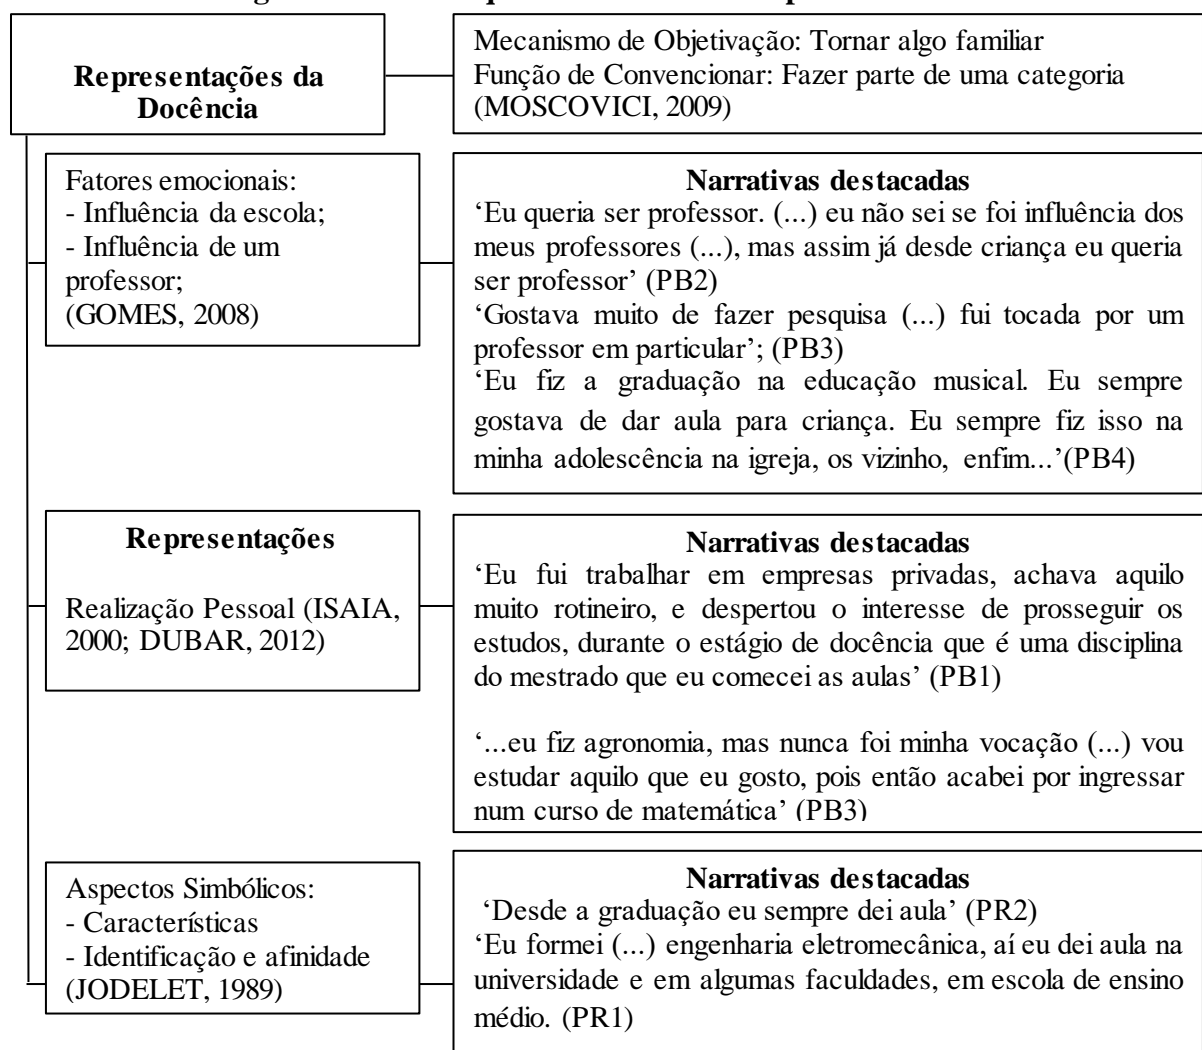 Representações da
Docência
Mecanismo de Objetivação: Tornar algo familiar
Função de Convencionar: Fazer parte de uma categoria
(MOSCOVICI, 2009)
Fatores emocionais:
- Influência da escola;
- Influência de um
professor;
(GOMES, 2008)
Narrativas destacadas
‘Eu queria ser professor. (...) eu não sei se foi influência dos
meus professores (...), mas assim já desde criança eu queria
ser professor’ (PB2)
‘Gostava muito de fazer pesquisa (...) fui tocada por um
professor em particular’; (PB3)
‘Eu fiz a graduação na educação musical. Eu sempre
gostava de dar aula para criança. Eu sempre fiz isso na
minha adolescência na igreja, os vizinho, enfim...’(PB4)
Representações
Realização Pessoal (ISAIA,
2000; DUBAR, 2012)
Narrativas destacadas
‘Eu fui trabalhar em empresas privadas, achava aquilo
muito rotineiro, e despertou o interesse de prosseguir os
estudos, durante o estágio de docência que é uma disciplina
do mestrado que eu comecei as aulas’ (PB1)
‘...eu fiz agronomia, mas nunca foi minha vocação (...) vou
estudar aquilo que eu gosto, pois então acabei por ingressar
num curso de matemática’ (PB3)
Aspectos Simbólicos:
- Características
- Identificação e afinidade
(JODELET, 1989)
Narrativas destacadas
‘Desde a graduação eu sempre dei aula’ (PR2)
‘Eu formei (...) engenharia eletromecânica, aí eu dei aula na
universidade e em algumas faculdades, em escola de ensino
médio. (PR1)